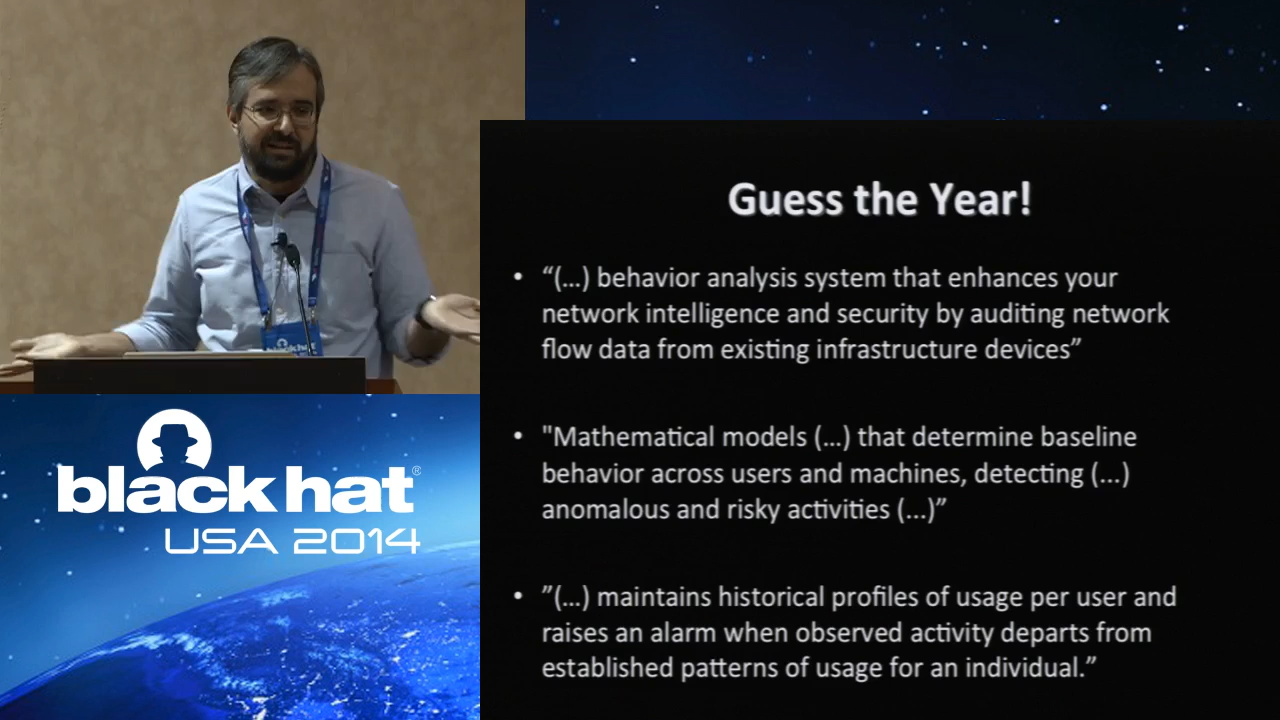 Guess the Year!
• “(...) behavior analysis system that enhances your
network intelligence and security by auditing network
flow data from existing infrastructure devices”
• "Mathematical models (...) that determine baseline
behavior across users and machines, detecting (...)
anomalous and risky activities (...)”
• ”(...) maintains historical profiles of usage per user and
raises an alarm when observed activity departs from
established patterns of usage for an individual.”
black hat
black hat®
USA 2014